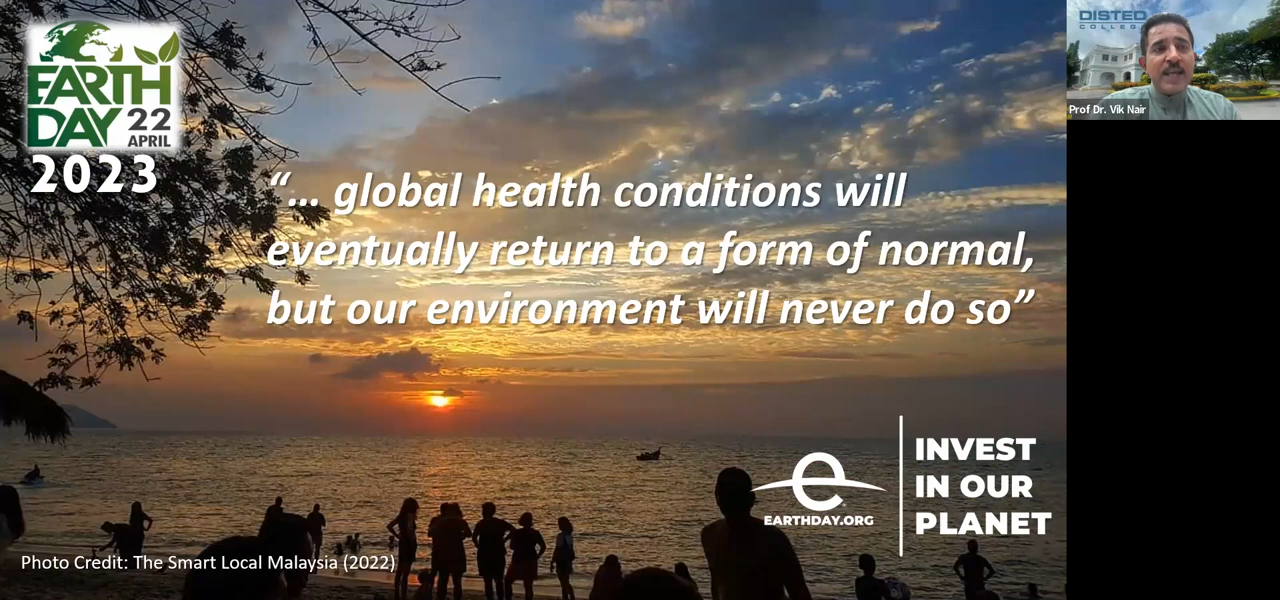 EARTH
DAY 22
APRIL
2023
“... global health conditions will
eventually return to a form of normal,
but our environment will never do so”
EARTHDAY.ORG
INVEST
IN OUR
PLANET
Photo Credit: The Smart Local Malaysia (2022)
DISTED
COLLEGE
Prof Dr. Vik Nair